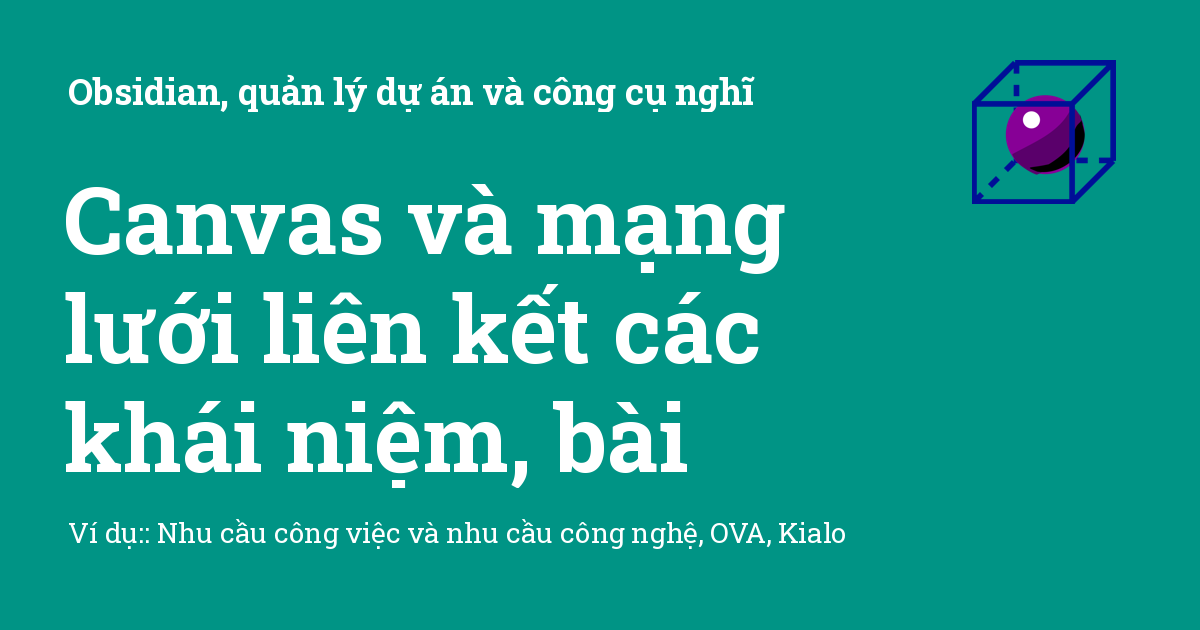 Obsidian, quản lý dự án và công cụ nghĩ
Canvas và mạng
lưới liên kết các
khái niệm, bài
Ví dụ:: Nhu cầu công việc và nhu cầu công nghệ, OVA, Kialo